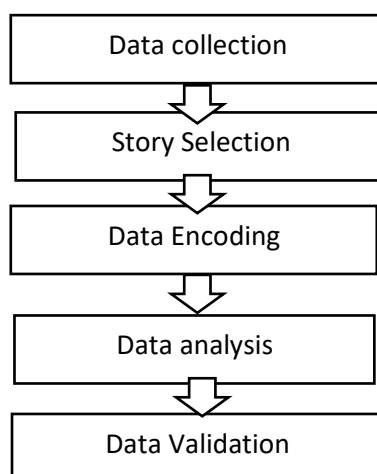 Data collection
Story Selection
Data Encoding
Data analysis
Data Validation